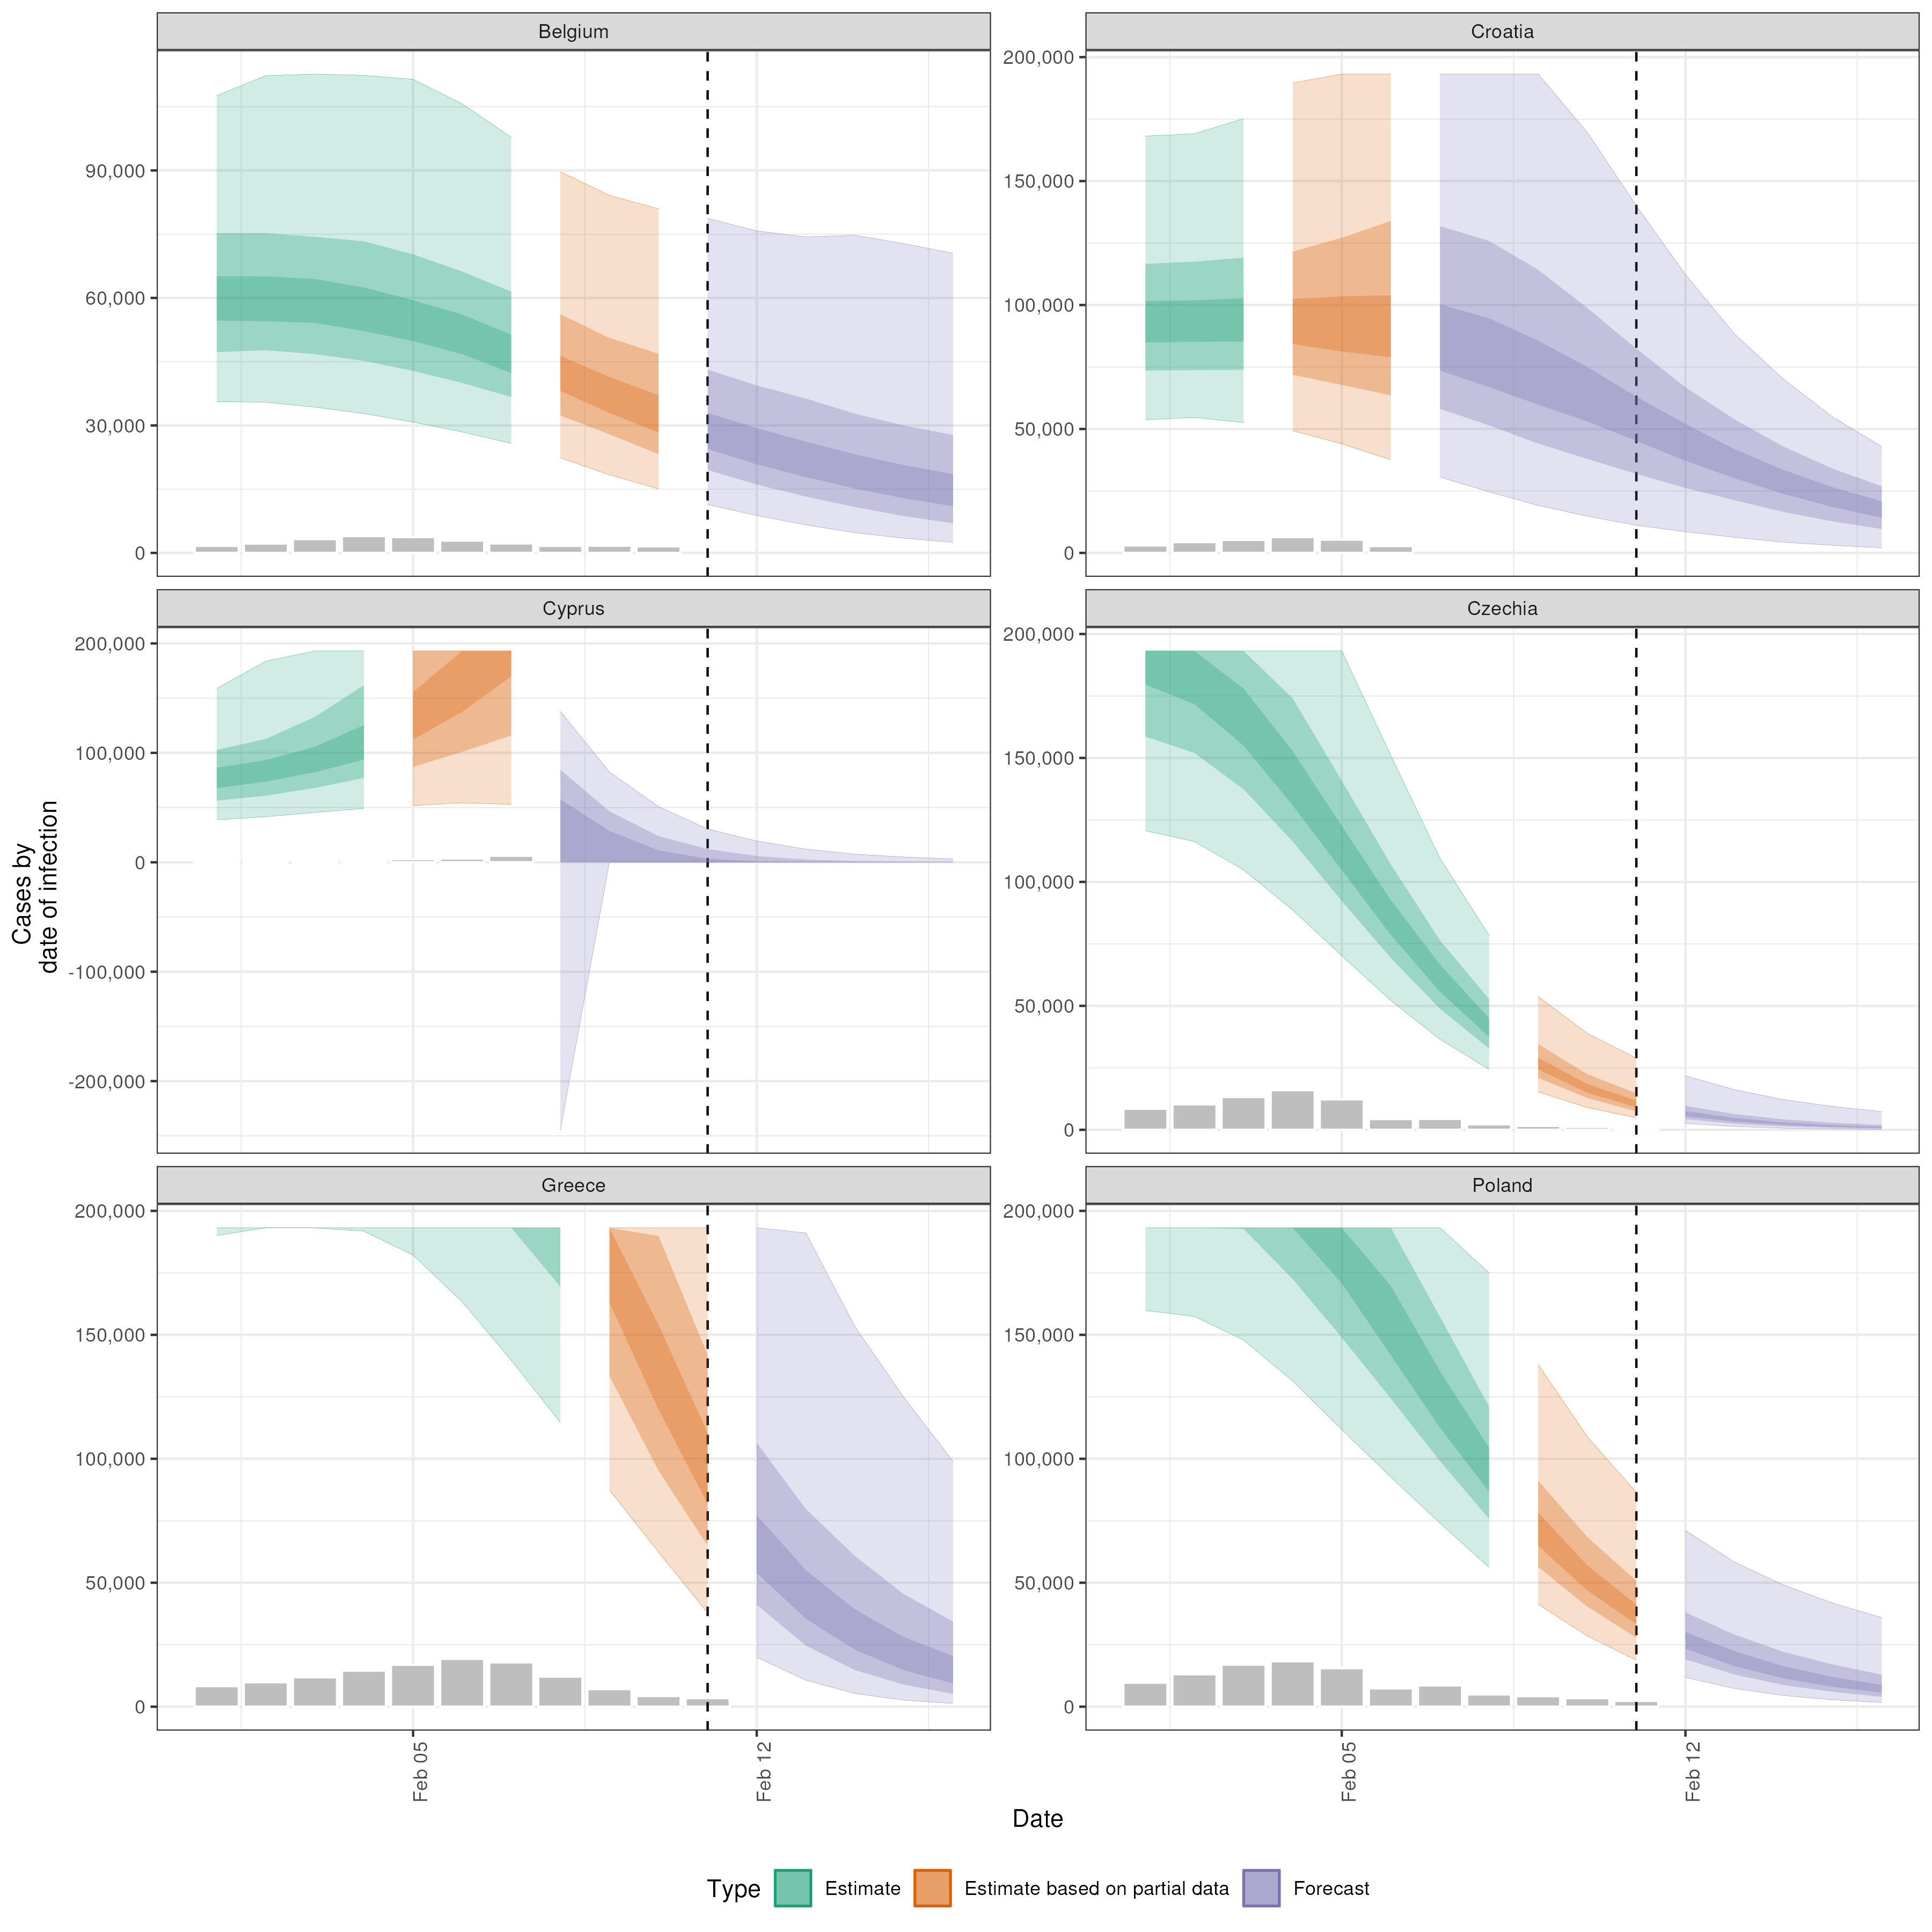 Belgium
Croatia
90,000
60,000
30,000
0
200,000
150,000
100,000
50,000
0
Cyprus
Czechia
200,000
100,000
0
-100,000
-200,000
200,000
150,000
100,000
50,000
0
Cases by
date of infection
Greece
Poland
200,000
150,000
100,000
50,000
0
200,000
150,000
100,000
50,000
0
Feb 05
Feb 12
Feb 05
Feb 12
Date
Type
Estimate
Estimate based on partial data
Forecast